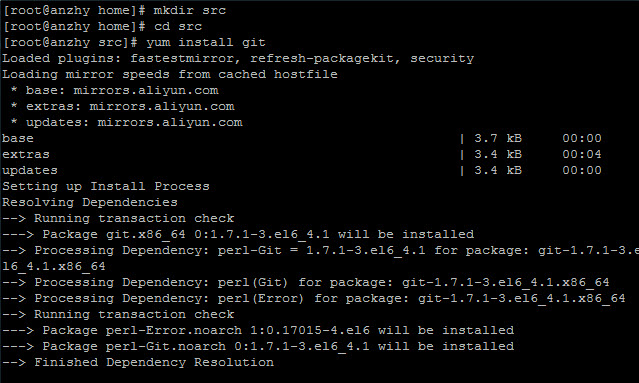 [root@anzhy home]# mkdir src
[root@anzhy home]# cd src
[root@anzhy src]# yum install git
Loaded plugins: fastestmirror, refresh-packagekit, security
Loading mirror speeds from cached hostfile
 * base: mirrors.aliyun.com
 * extras: mirrors.aliyun.com
 * updates: mirrors.aliyun.com
base | 3.7 kB 00:00
extras | 3.4 kB 00:04
updates | 3.4 kB 00:00
Setting up Install Process
Resolving Dependencies
--> Running transaction check
---> Package git.x86_64 0:1.7.1-3.el6_4.1 will be installed
--> Processing Dependency: perl-Git = 1.7.1-3.el6_4.1 for package: git-1.7.1-3.e
l6_4.1.x86_64
--> Processing Dependency: perl(Git) for package: git-1.7.1-3.el6_4.1.x86_64
--> Processing Dependency: perl(Error) for package: git-1.7.1-3.el6_4.1.x86_64
--> Running transaction check
---> Package perl-Error.noarch 1:0.17015-4.el6 will be installed
---> Package perl-Git.noarch 0:1.7.1-3.el6_4.1 will be installed
--> Finished Dependency Resolution